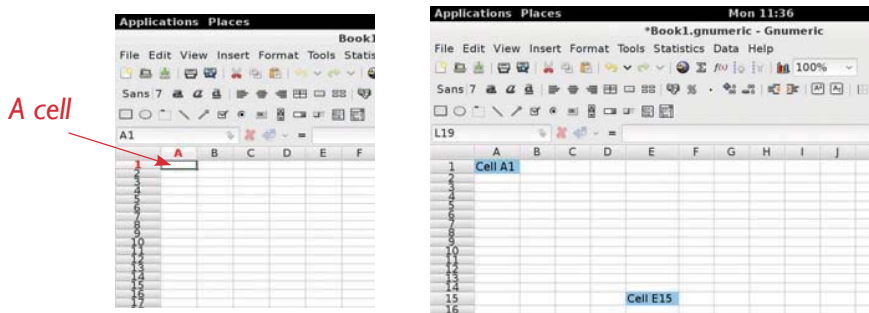 Applications Places
Book1
File Edit View Insert Format Tools Statis
Sans 7
A1
A B C D E F
1
2
3
4
5
6
7
8
9
10
11
12
13
14
15
16
17
A cell
Applications Places Mon 11:36
*Book1.gnumeric - Gnumeric
File Edit View Insert Format Tools Statistics Data Help
100%
Sans 7
L19
A B C D E F G H I J
1 Cell A1
2
3
4
5
6
7
8
9
10
11
12
13
14
15 Cell E15
16